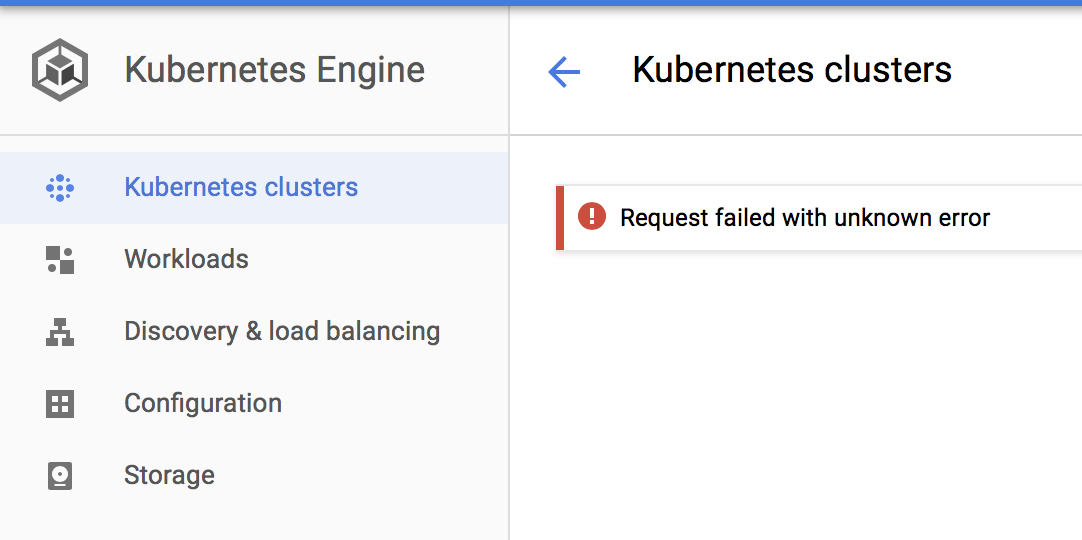 Kubernetes Engine
Kubernetes clusters
Workloads
Discovery & load balancing
Configuration
Storage
Kubernetes clusters
Request failed with unknown error